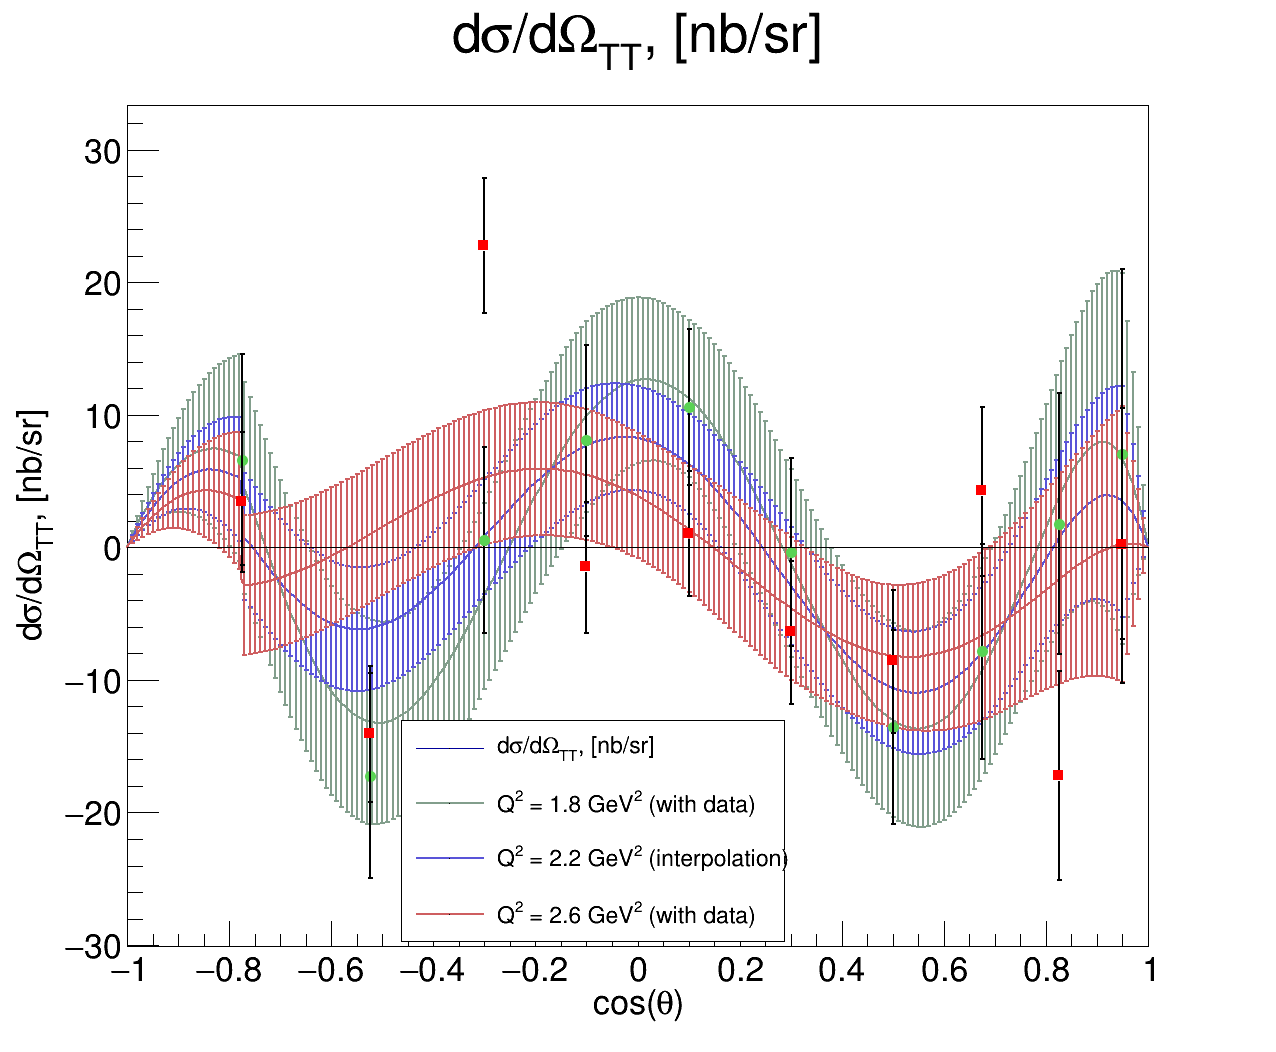 dσ/dΩTT, [nb/sr]
dσ/dΩTT, [nb/sr]
30
20
10
0
−10
−20
−30
dσ/dΩTT, [nb/sr]
Q2 = 1.8 GeV2 (with data)
Q2 = 2.2 GeV2 (interpolation)
Q2 = 2.6 GeV2 (with data)
−1 −0.8 −0.6 −0.4 −0.2 0 0.2 0.4 0.6 0.8 1
cos(θ)